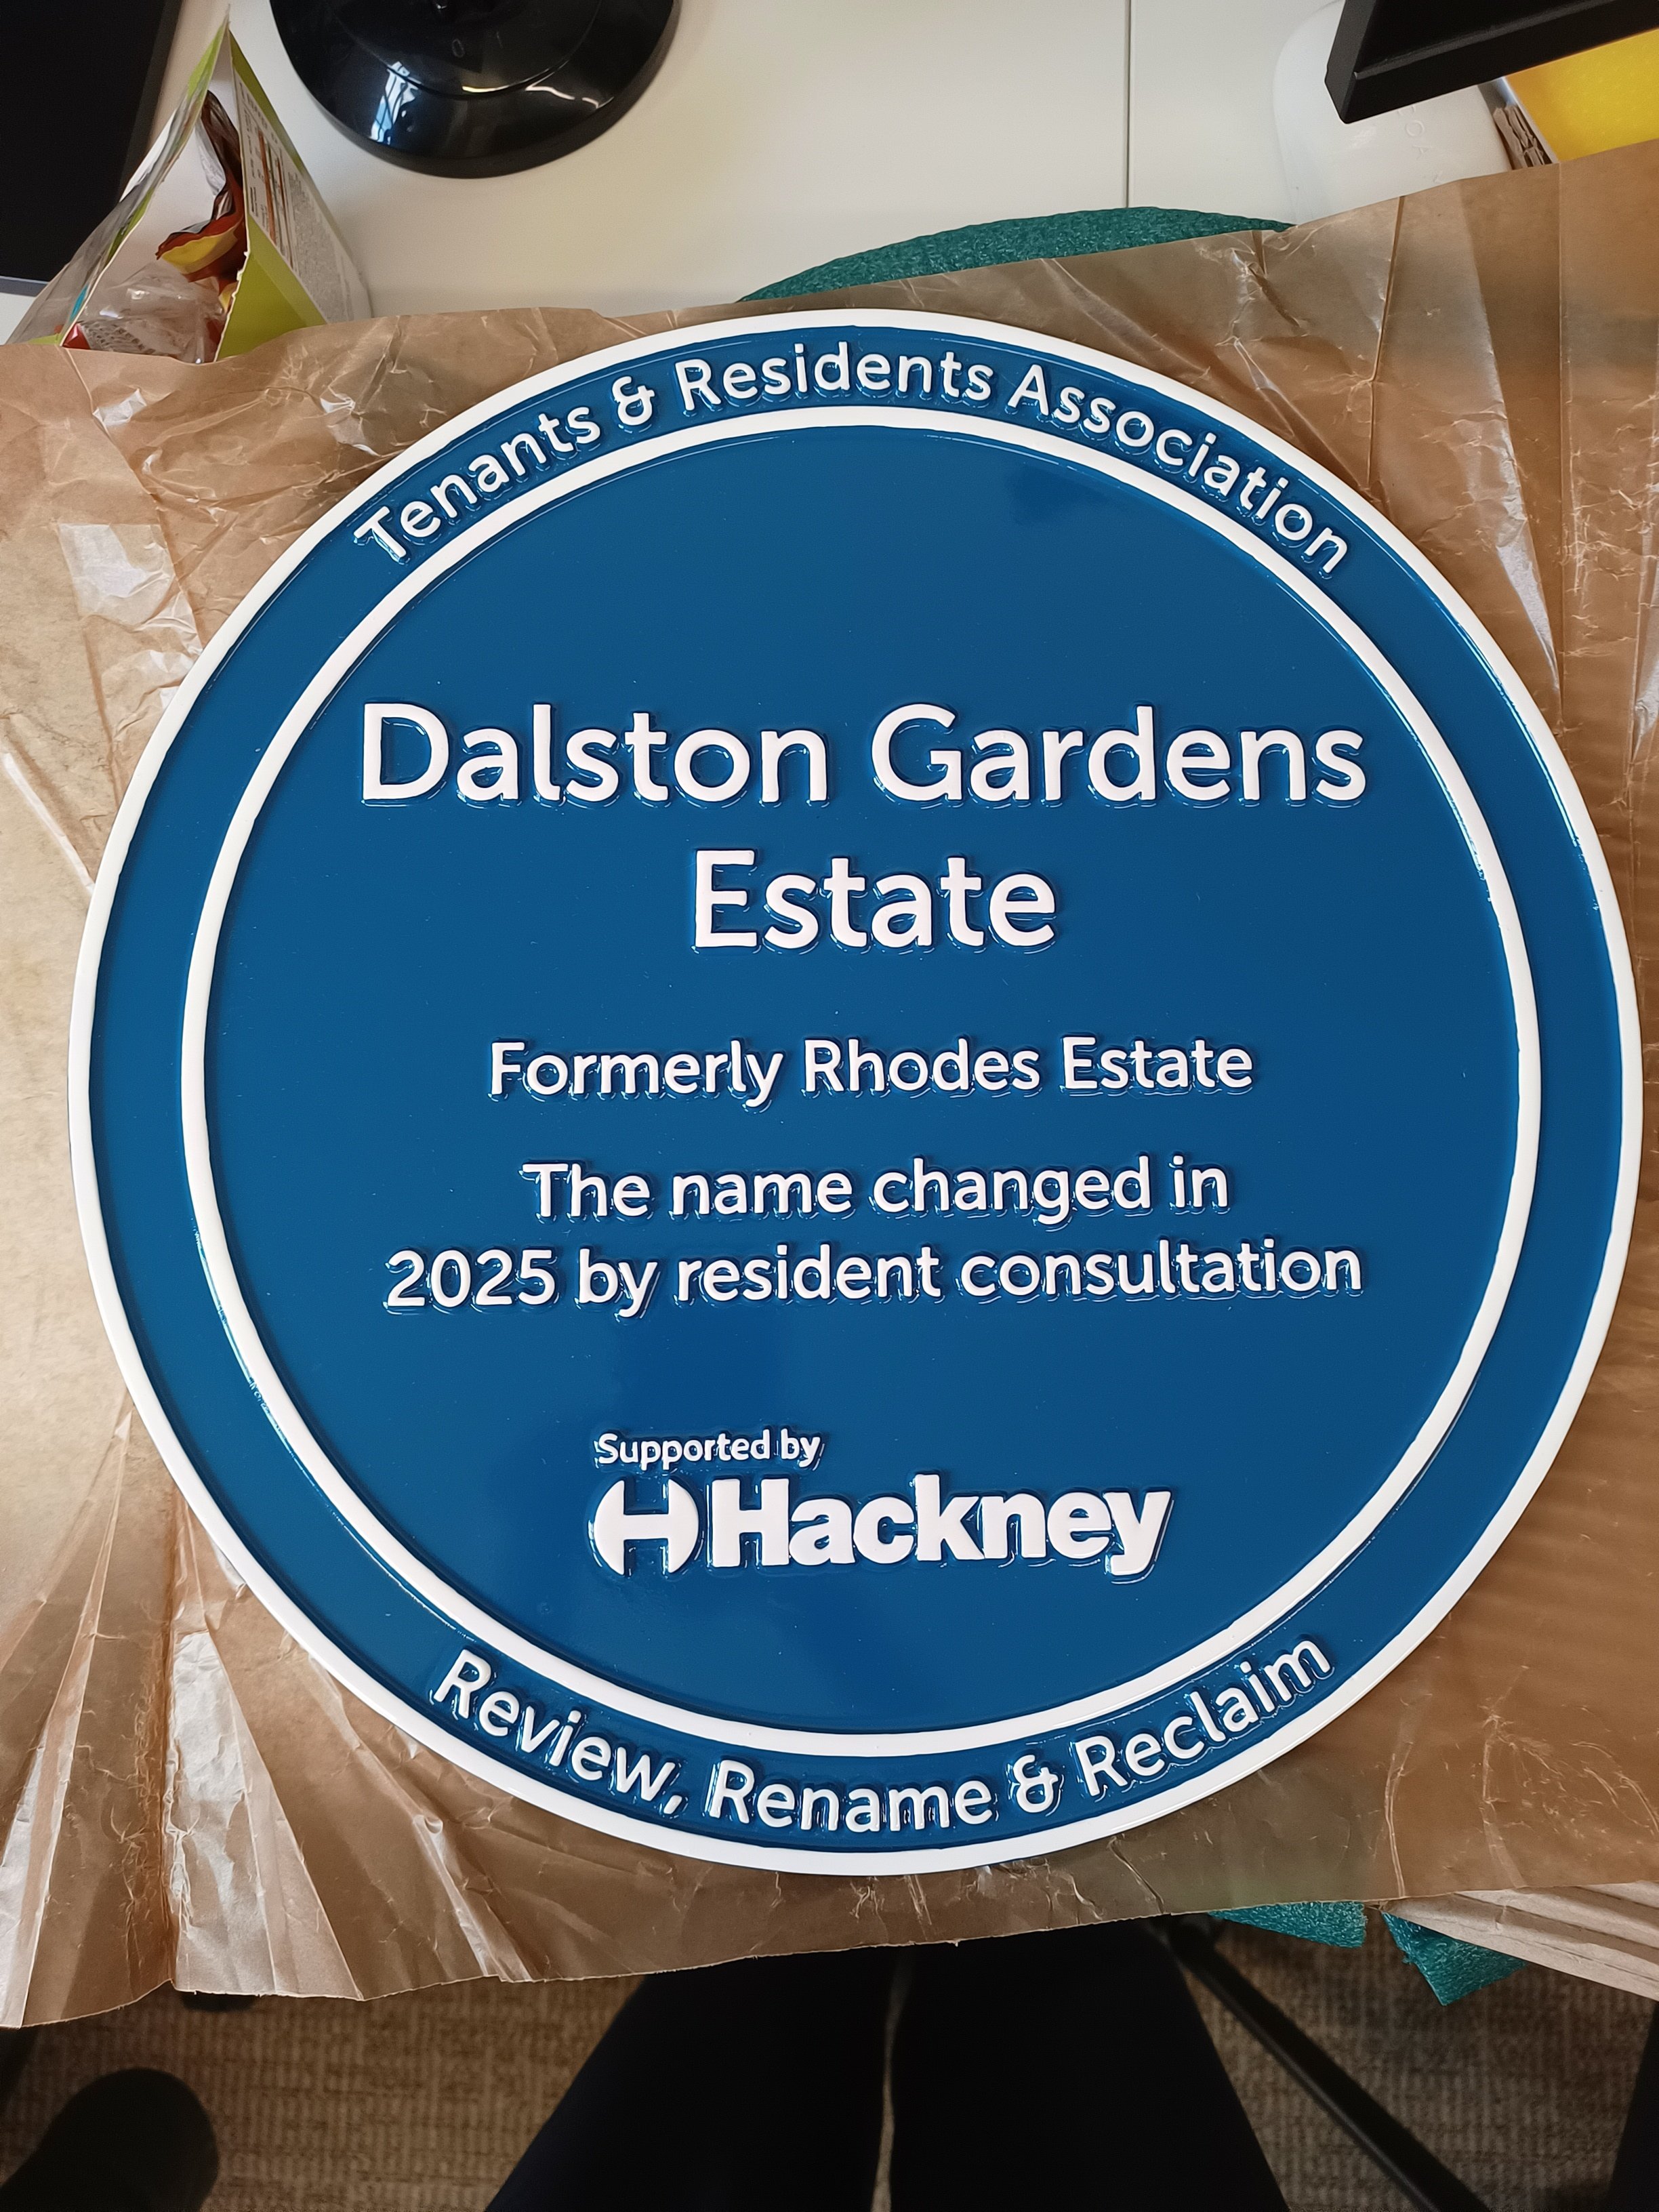 Tenants & Residents Association
Dalston Gardens
Estate
Formerly Rhodes Estate
The name changed in
2025 by resident consultation
Supported by
Hackney
Review, Rename & Reclaim